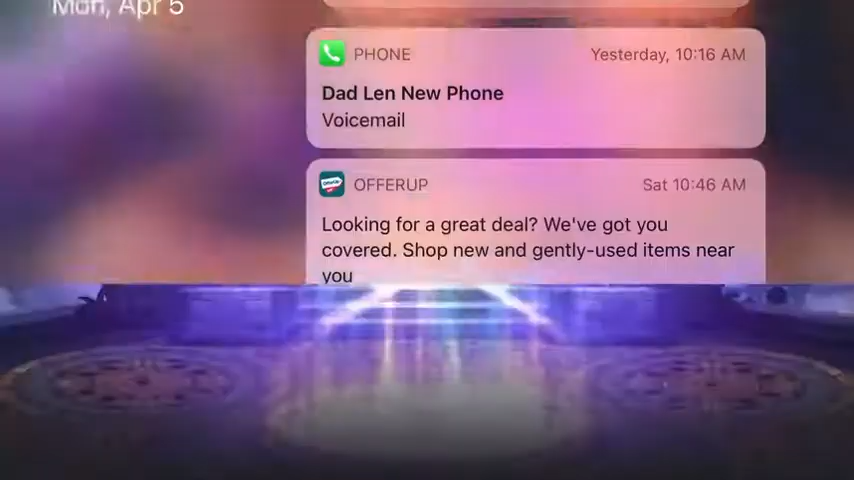 Mon, Apr 5
PHONE
Yesterday, 10:16 AM
Dad Len New Phone
Voicemail
OFFERUP
Sat 10:46 AM
Looking for a great deal? We've got you
covered. Shop new and gently-used items near
you